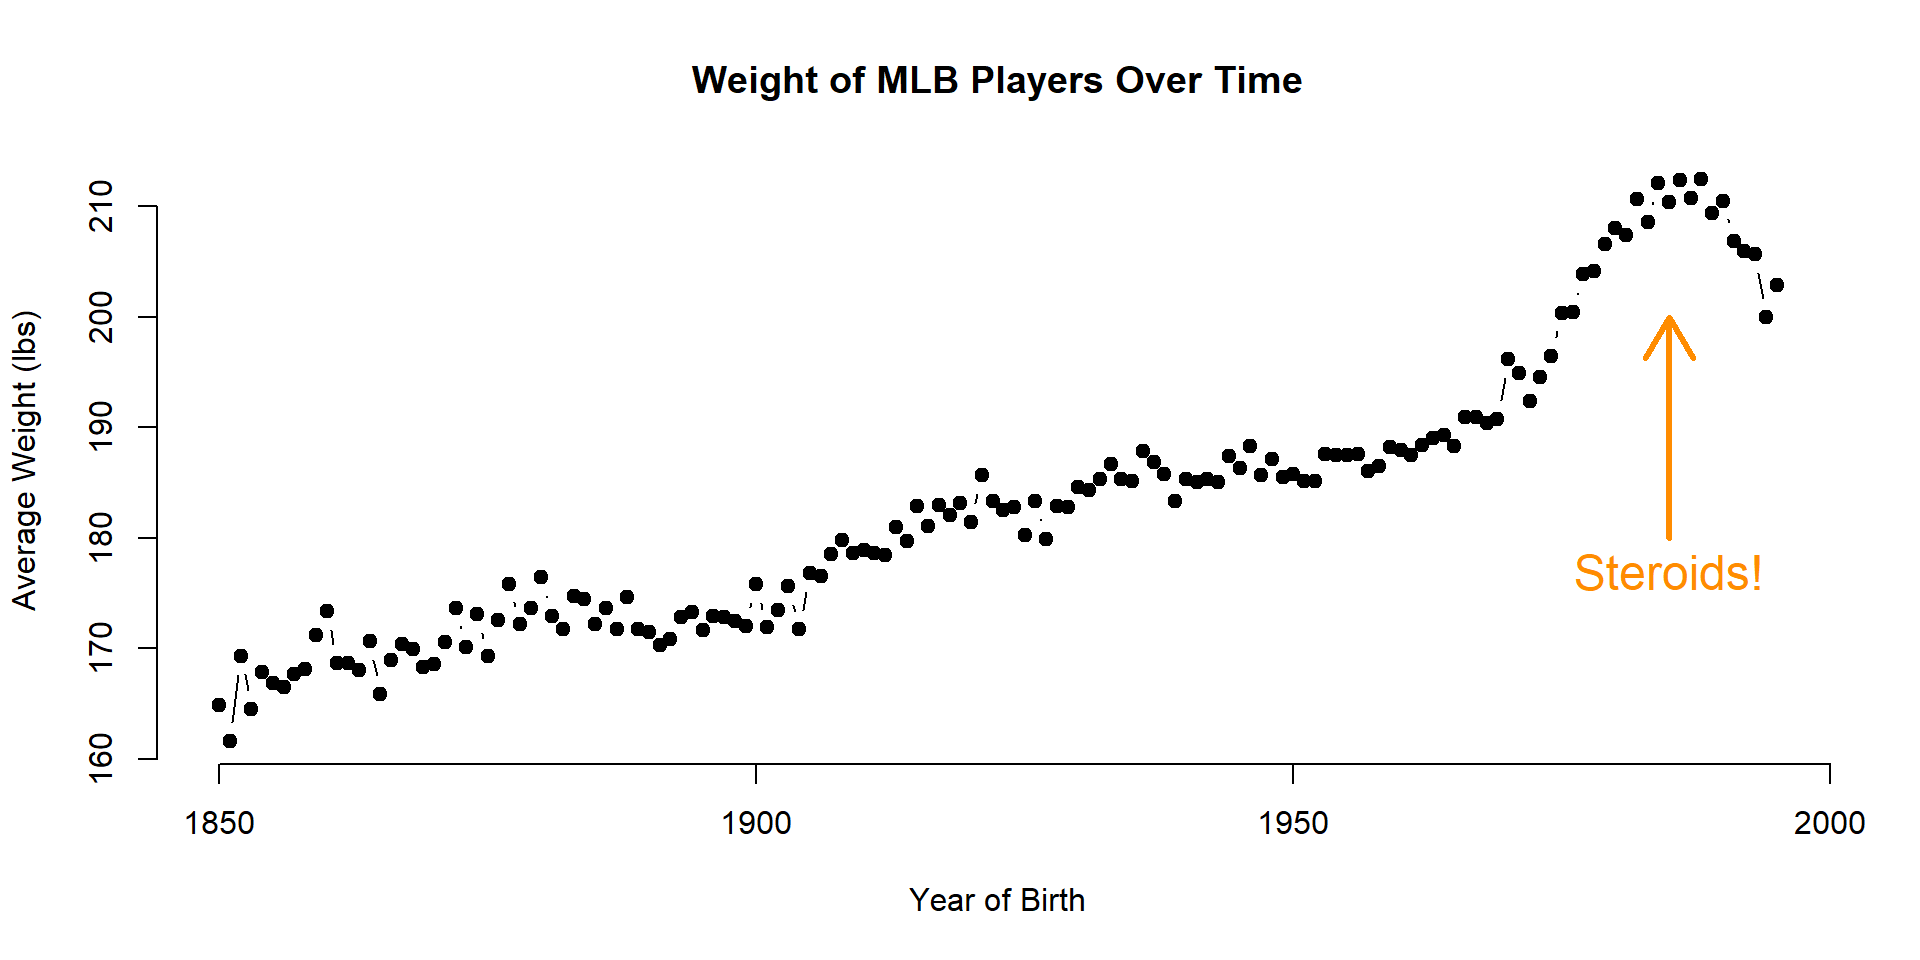 Weight of MLB Players Over Time
Average Weight (lbs)
210
200
190
180
170
160
Steroids!
1850 1900 1950 2000
Year of Birth